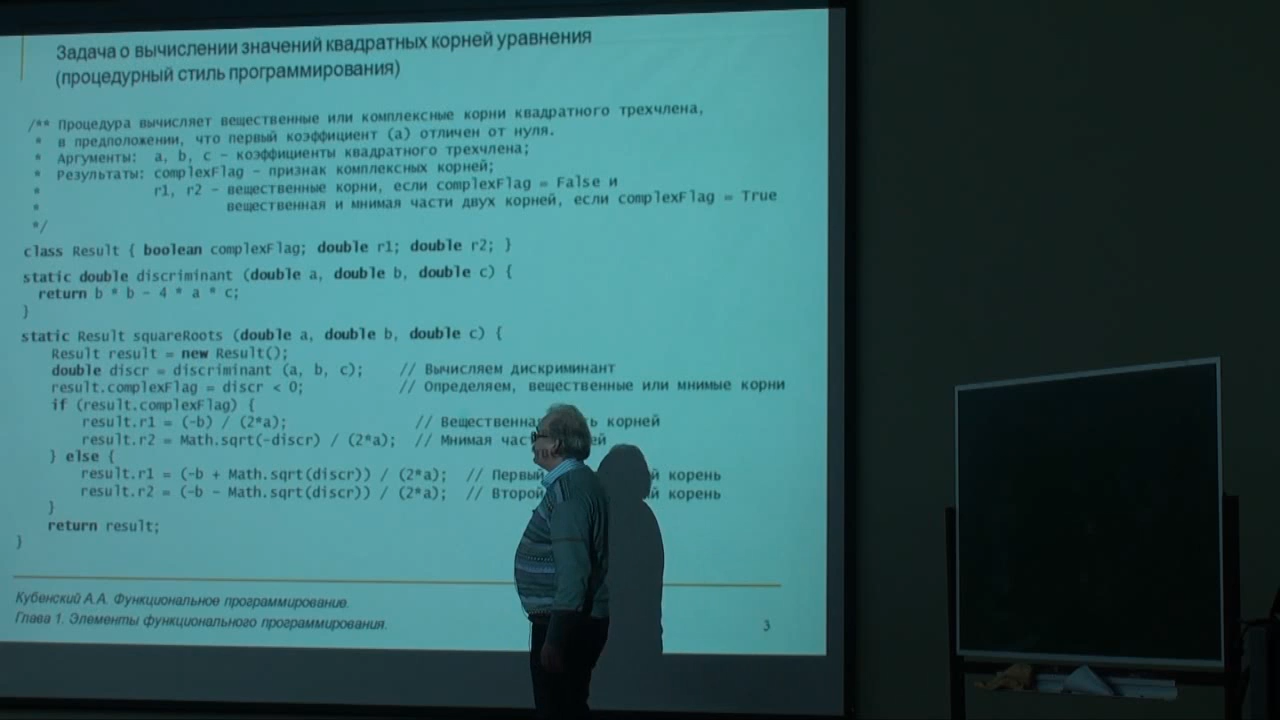 Задача о вычислении значений квадратных корней уравнения
(процедурный стиль программирования)
/** Процедура вычисляет вещественные или комплексные корни квадратного трехчлена,
* в предположении, что первый коэффициент (a) отличен от нуля.
* Аргументы: a, b, c – коэффициенты квадратного трехчлена;
* Результаты: complexFlag – признак комплексных корней;
* r1, r2 – вещественные корни, если complexFlag = False и
* вещественная и мнимая части двух корней, если complexFlag = True
*/
class Result { boolean complexFlag; double r1; double r2; }
static double discriminant (double a, double b, double c) {
return b * b – 4 * a * c;
}
static Result squareRoots (double a, double b, double c) {
Result result = new Result();
double discr = discriminant (a, b, c); // Вычисляем дискриминант
result.complexFlag = discr < 0; // Определяем, вещественные или мнимые корни
if (result.complexFlag) {
result.r1 = (-b) / (2*a); // корней
result.r2 = Math.sqrt(-discr) / (2*a); // Мнимая
} else {
result.r1 = (-b + Math.sqrt(discr)) / (2*a); // корень
result.r2 = (-b – Math.sqrt(discr)) / (2*a); // корень
}
return result;
}
Кубенский А.А. Функциональное программирование.
Глава 1. Элементы функционального программирования.
3